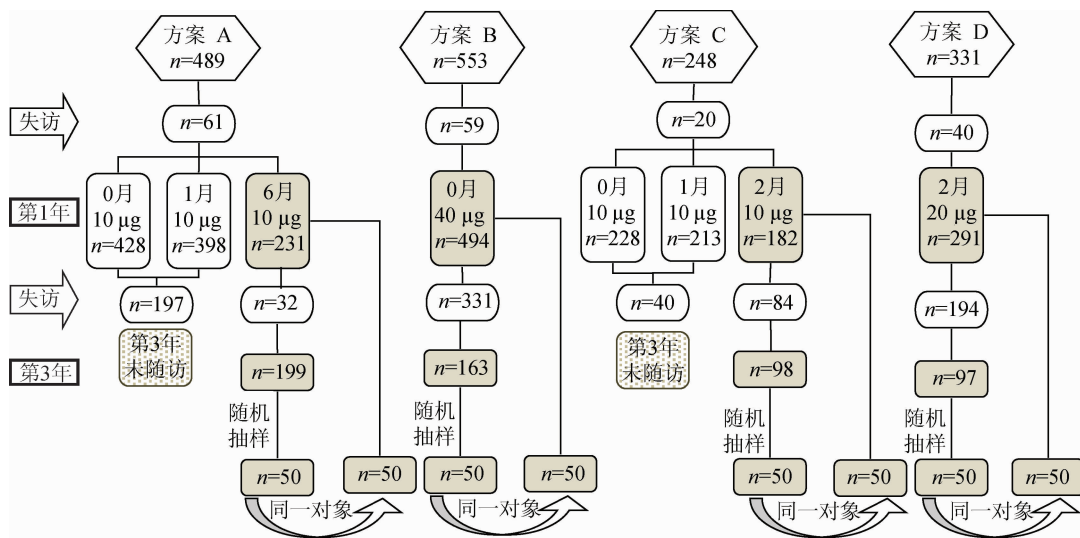 方案 A
n=489
方案 B
n=553
方案 C
n=248
方案 D
n=331
失访
n=61
n=59
n=20
n=40
第1年
0月
10 μg
n=428
1月
10 μg
n=398
6月
10 μg
n=231
0月
40 μg
n=494
0月
10 μg
n=228
1月
10 μg
n=213
2月
10 μg
n=182
2月
20 μg
n=291
失访
n=197
n=32
n=331
n=40
n=84
n=194
第3年
第3年
未随访
n=199
n=163
第3年
未随访
n=98
n=97
随机
抽样
随机
抽样
随机
抽样
随机
抽样
n=50
n=50
n=50
n=50
n=50
n=50
n=50
n=50
同一对象
同一对象
同一对象
同一对象